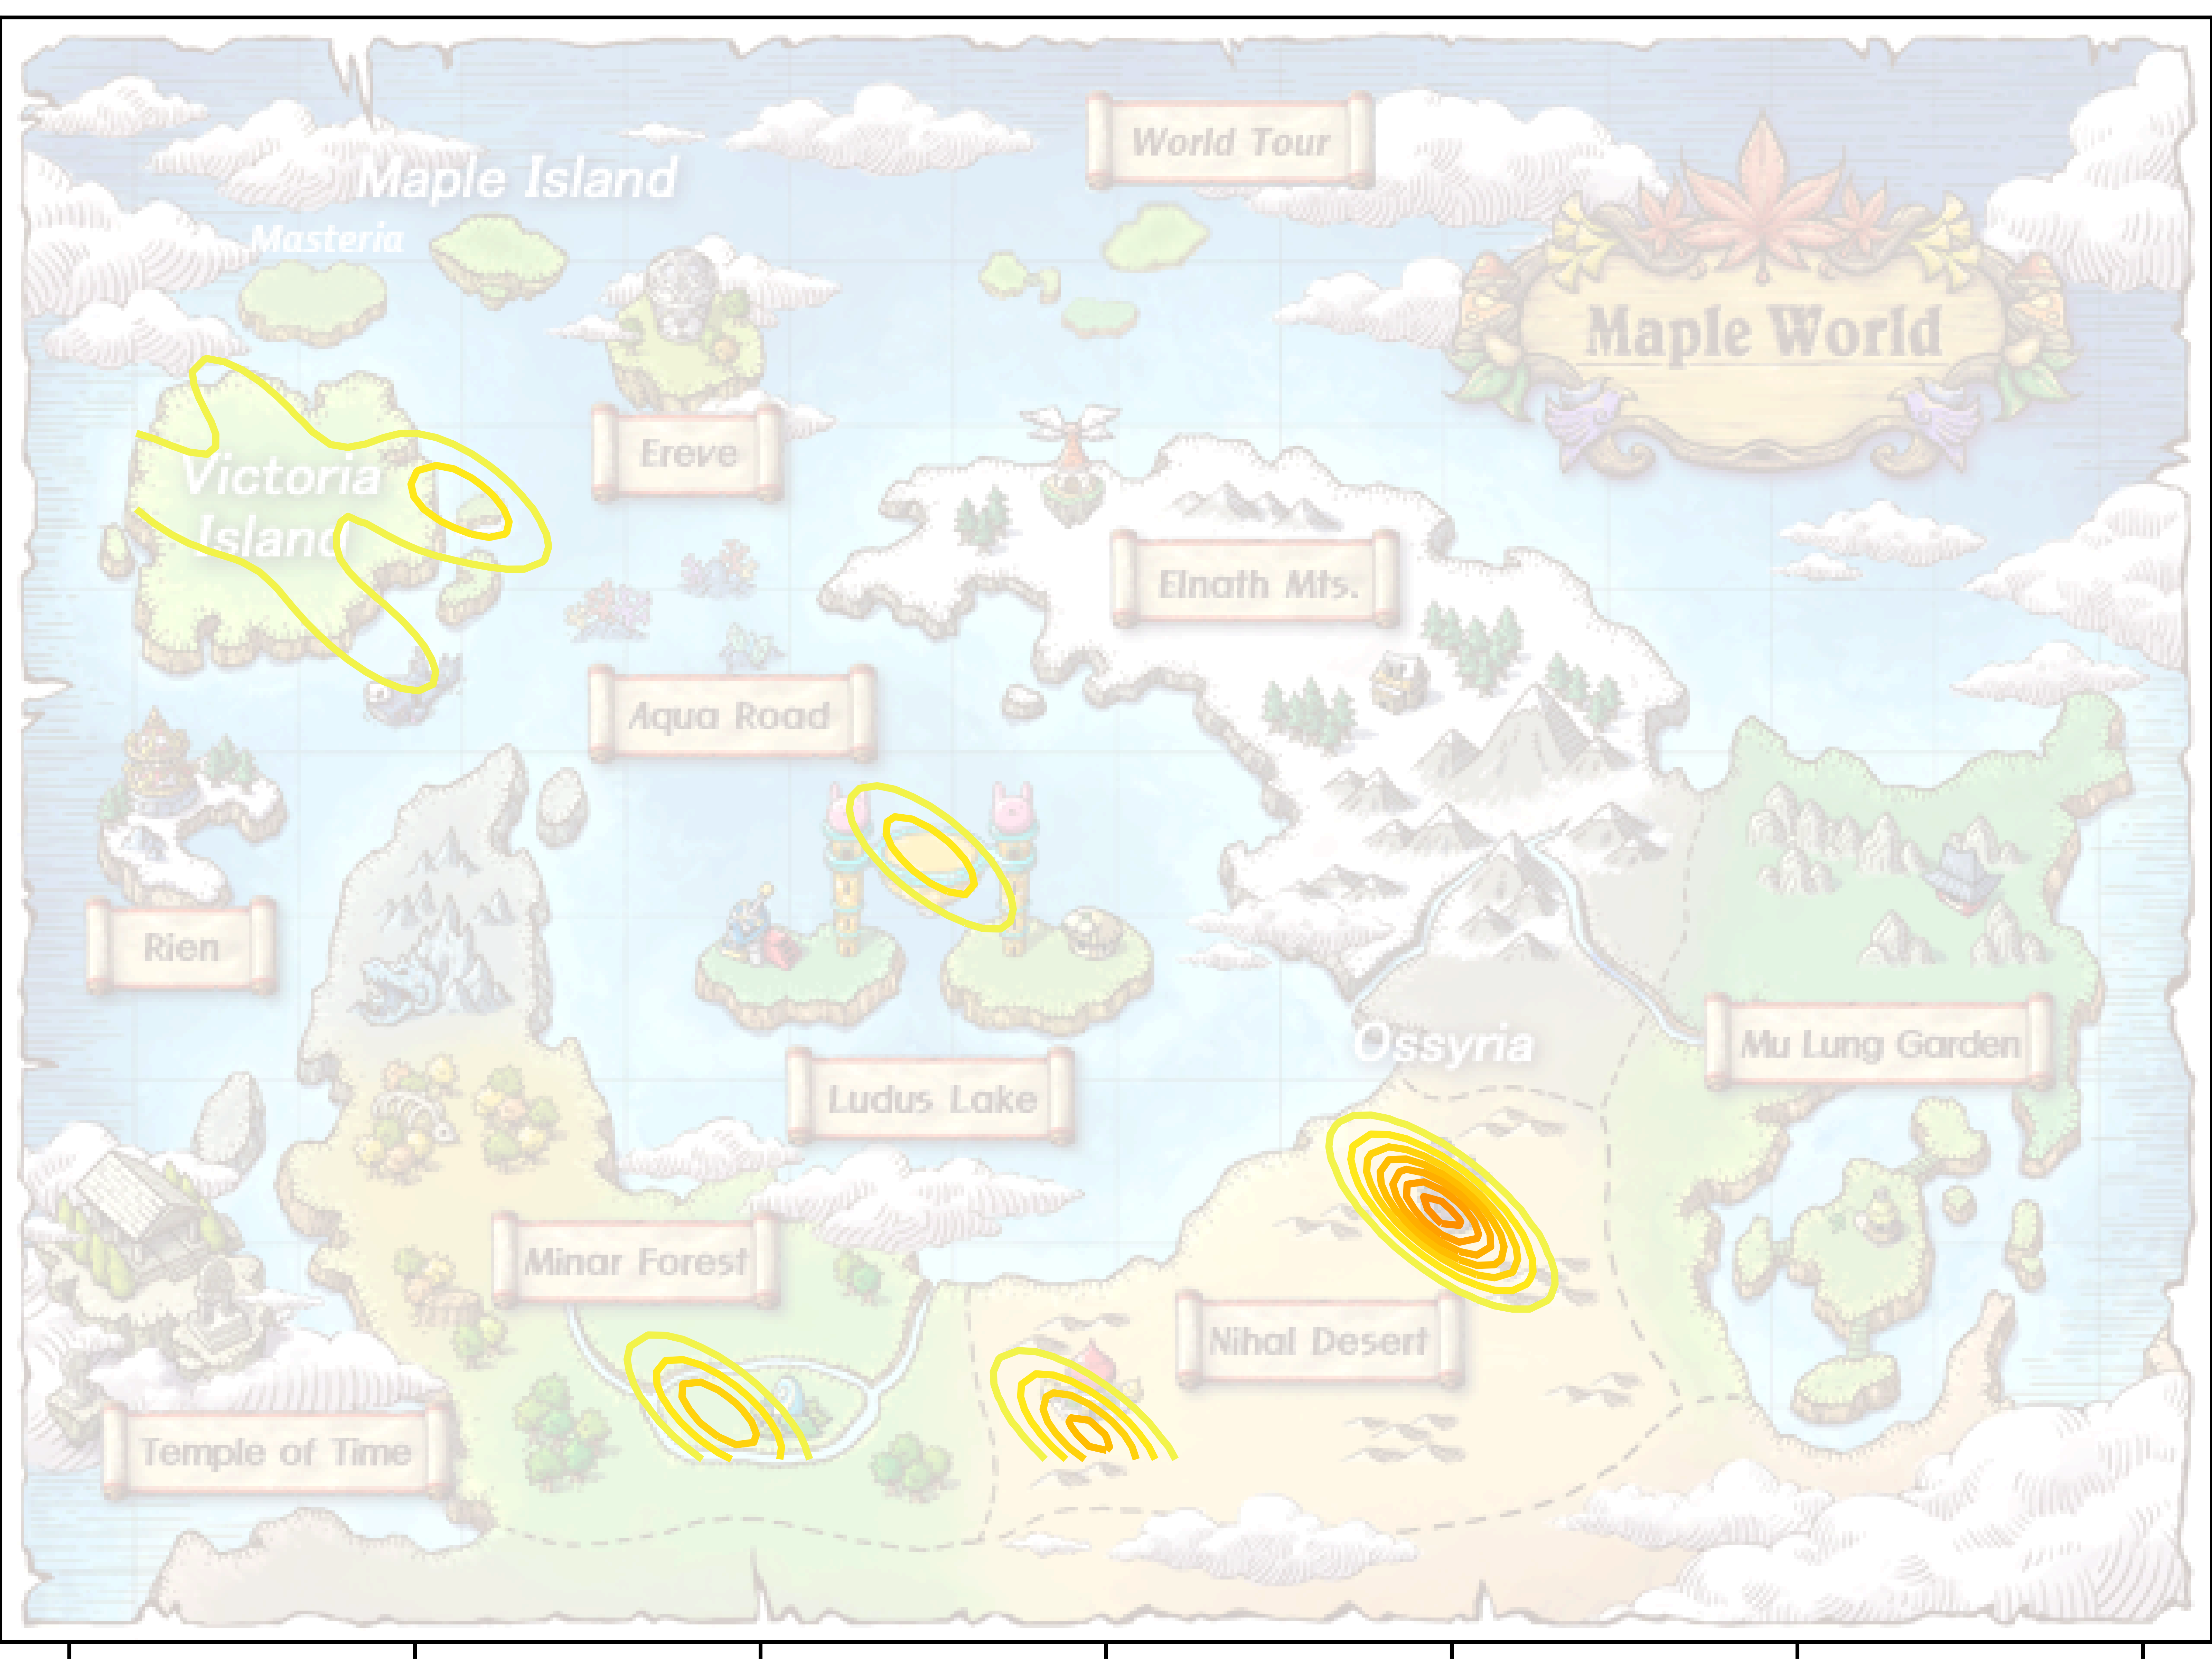 World Tour
Maple Island
Masteria
Maple World
Ereve
Victoria
Island
Elnath Mts.
Aqua Road
Rien
Ossyria
Mu Lung Garden
Ludus Lake
Minar Forest
Nihal Desert
Temple of Time